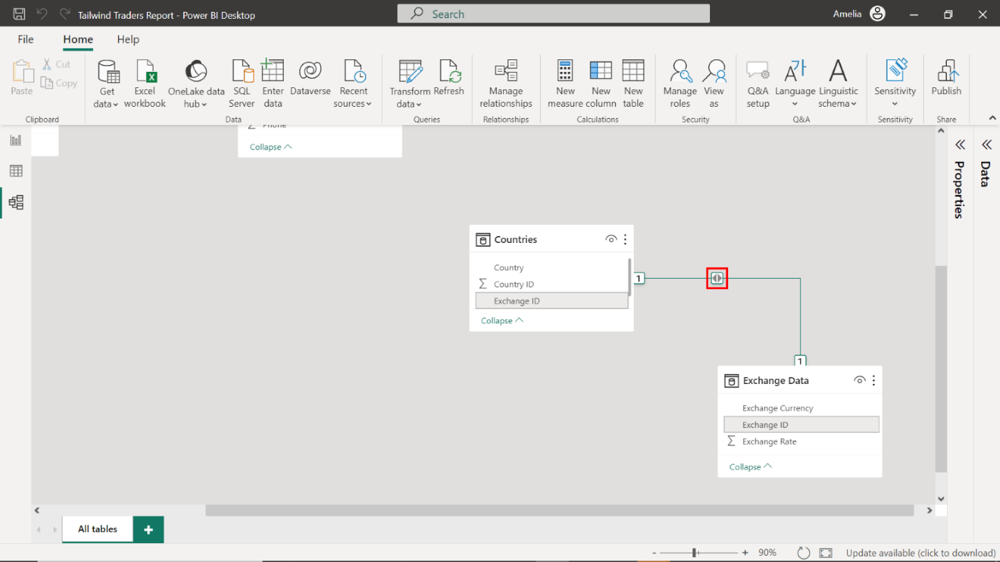 Tailwind Traders Report - Power BI Desktop
Search
Amelia
File
Home
Help
Paste
Cut
Copy
Clipboard
Get
data
Excel
workbook
OneLake data
hub
SQL
Server
Enter
data
Dataverse
Recent
sources
Data
Transform
data
Refresh
Queries
Manage
relationships
Relationships
New
measure
New
column
New
table
Calculations
Manage
roles
View
as
Security
Q&A
setup
Language
Linguistic
schema
Q&A
Sensitivity
Sensitivity
Publish
Share
Phone
Collapse
Properties
Data
Countries
Country
Σ Country ID
Exchange ID
Collapse
1
1
Exchange Data
Exchange Currency
Exchange ID
Σ Exchange Rate
Collapse
All tables
+
- + 90%
Update available (click to download)